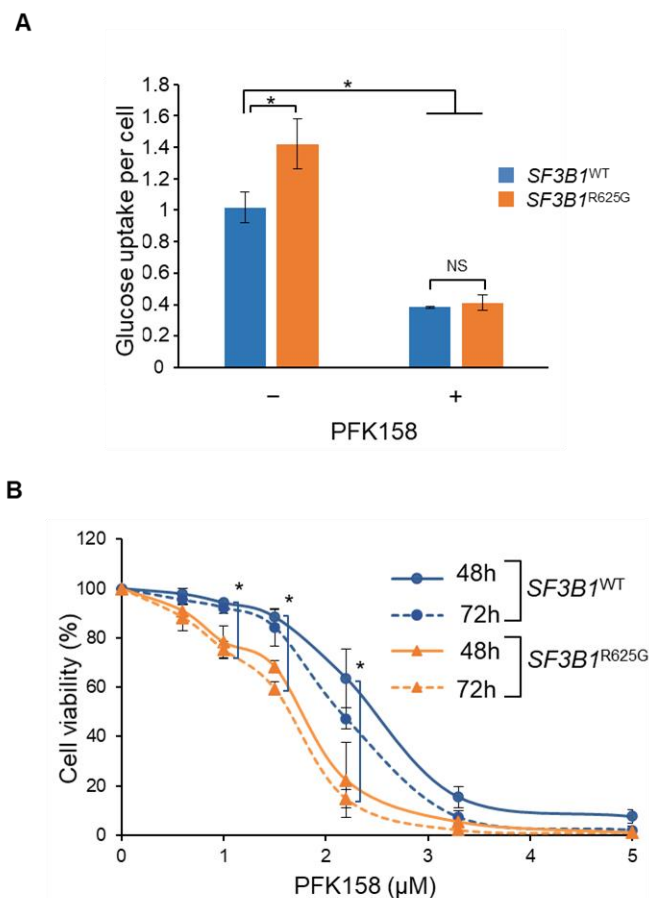 A
Glucose uptake per cell
1.8
1.6
1.4
1.2
1
0.8
0.6
0.4
0.2
0
*
*
NS
SF3B1WT
SF3B1R625G
− +
PFK158
B
Cell viability (%)
120
100
80
60
40
20
0
* * *
48h
72h
SF3B1WT
48h
72h
SF3B1R625G
0 1 2 3 4 5
PFK158 (µM)